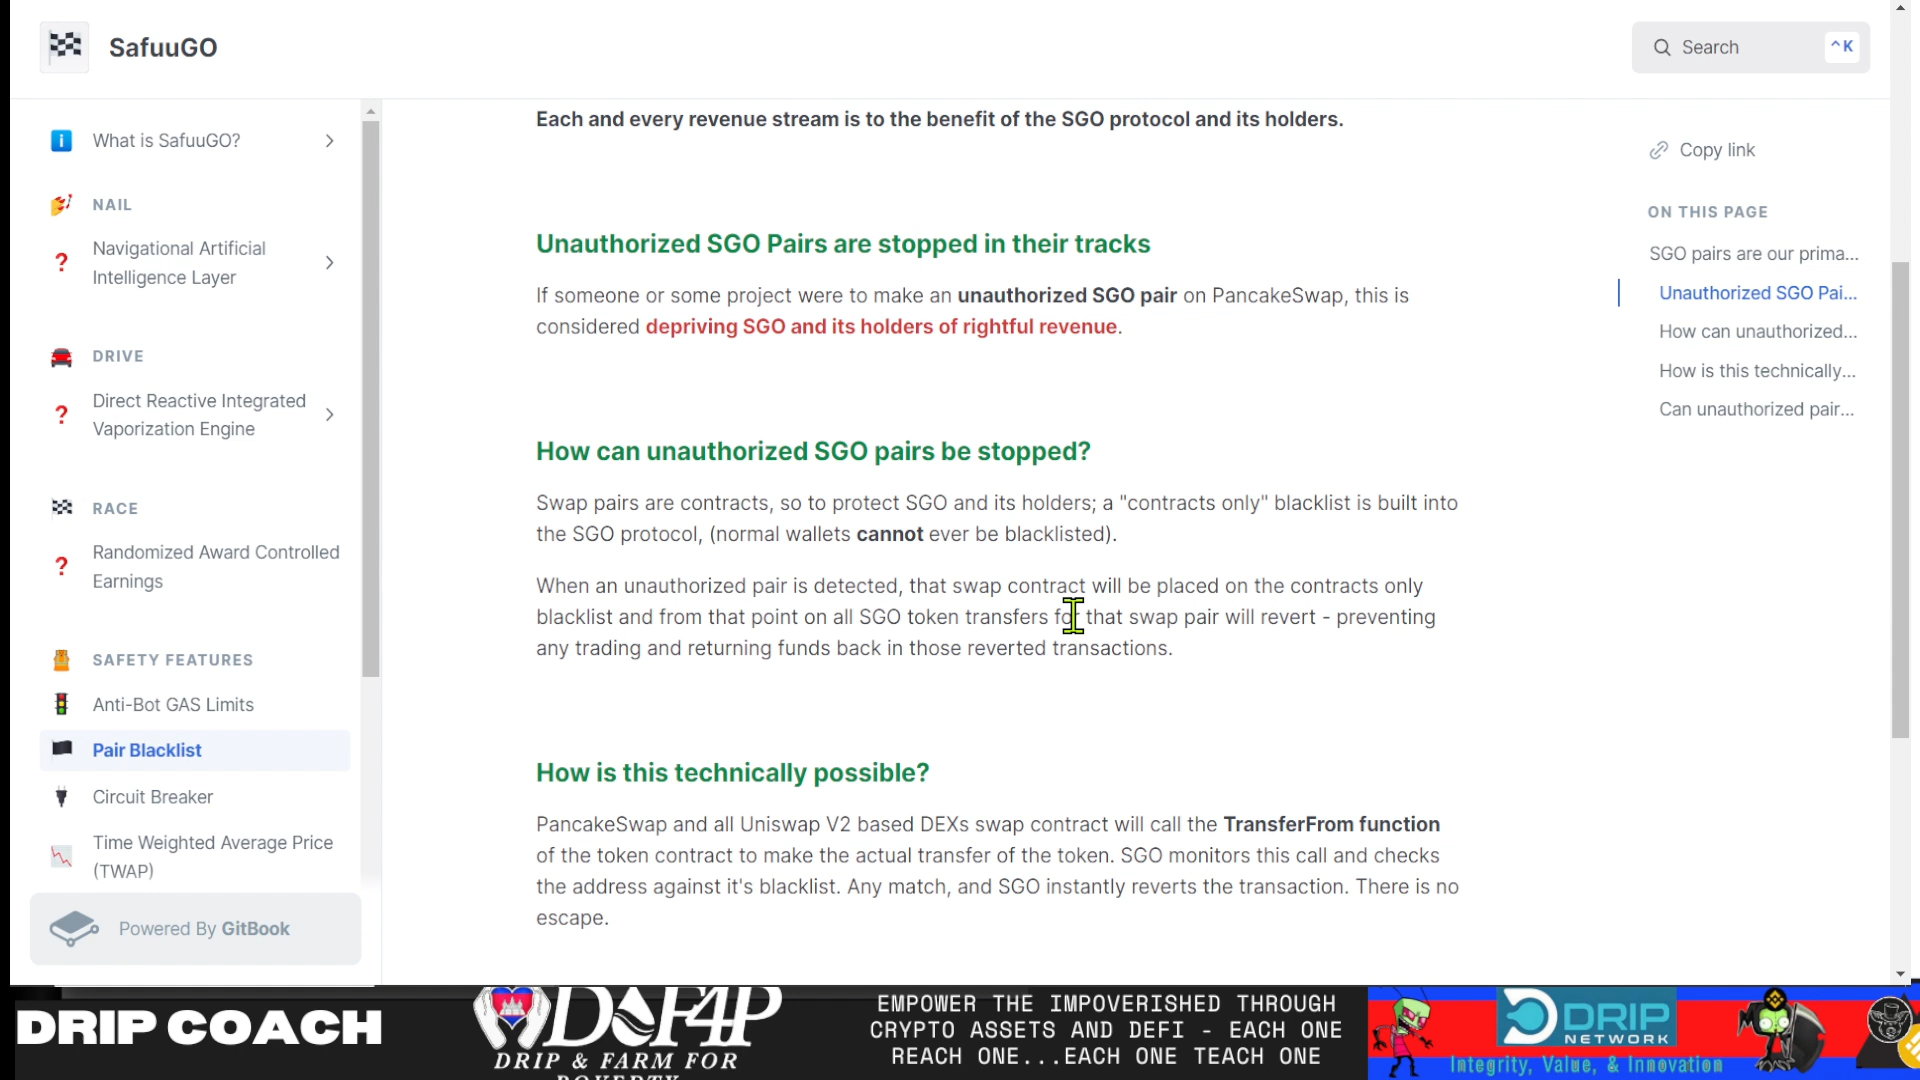 SafuuGO
Search
^K
What is SafuuGO?
NAIL
Navigational Artificial
Intelligence Layer
DRIVE
Direct Reactive Integrated
Vaporization Engine
RACE
Randomized Award Controlled
Earnings
SAFETY FEATURES
Anti-Bot GAS Limits
Pair Blacklist
Circuit Breaker
Time Weighted Average Price
(TWAP)
Powered By GitBook
Each and every revenue stream is to the benefit of the SGO protocol and its holders.
Unauthorized SGO Pairs are stopped in their tracks
If someone or some project were to make an unauthorized SGO pair on PancakeSwap, this is
considered depriving SGO and its holders of rightful revenue.
How can unauthorized SGO pairs be stopped?
Swap pairs are contracts, so to protect SGO and its holders; a "contracts only" blacklist is built into
the SGO protocol, (normal wallets cannot ever be blacklisted).
When an unauthorized pair is detected, that swap contract will be placed on the contracts only
blacklist and from that point on all SGO token transfers for that swap pair will revert - preventing
any trading and returning funds back in those reverted transactions.
How is this technically possible?
PancakeSwap and all Uniswap V2 based DEXs swap contract will call the TransferFrom function
of the token contract to make the actual transfer of the token. SGO monitors this call and checks
the address against it's blacklist. Any match, and SGO instantly reverts the transaction. There is no
escape.
Copy link
ON THIS PAGE
SGO pairs are our prima...
Unauthorized SGO Pai...
How can unauthorized...
How is this technically...
Can unauthorized pair...
DRIP COACH
DAF4P
DRIP & FARM FOR
POVERTY
EMPOWER THE IMPOVERISHED THROUGH
CRYPTO ASSETS AND DEFI - EACH ONE
REACH ONE...EACH ONE TEACH ONE
DRIP
NETWORK
Integrity, Value, & Innovation